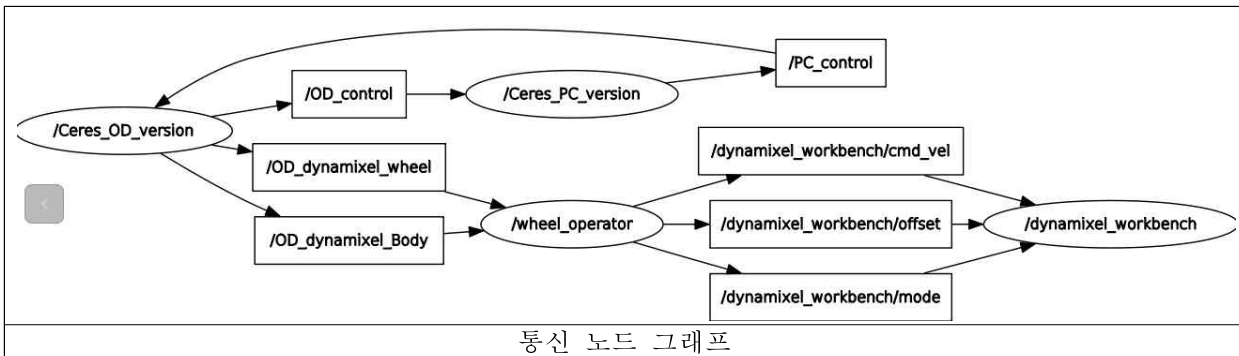 /PC_control
/OD_control
/Ceres_PC_version
/Ceres_OD_version
/OD_dynamixel_wheel
/dynamixel_workbench/cmd_vel
/OD_dynamixel_Body
/wheel_operator
/dynamixel_workbench/offset
/dynamixel_workbench
/dynamixel_workbench/mode
통신 노드 그래프